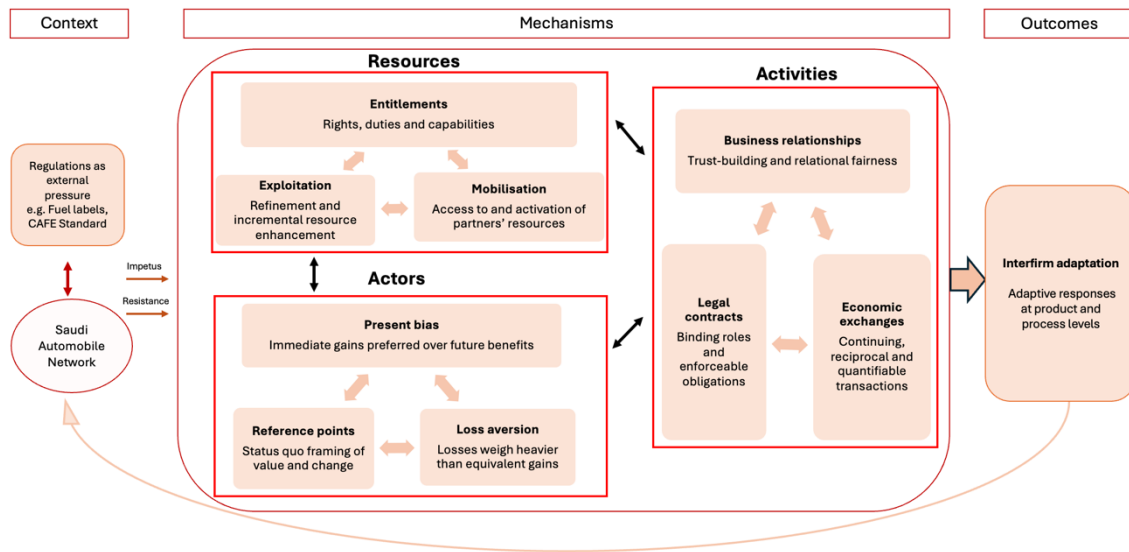 Context
Mechanisms
Outcomes
Resources
Entitlements
Rights, duties and capabilities
Exploitation
Refinement and
incremental resource
enhancement
Mobilisation
Access to and activation of
partners’ resources
Activities
Business relationships
Trust-building and relational fairness
Legal
contracts
Binding roles and
enforceable
obligations
Economic
exchanges
Continuing,
reciprocal and
quantifiable
transactions
Regulations as
external
pressure
e.g. Fuel labels,
CAFE Standard
Impetus
Resistance
Saudi
Automobile
Network
Actors
Present bias
Immediate gains preferred over future benefits
Reference points
Status quo framing of
value and change
Loss aversion
Losses weigh heavier
than equivalent gains
Interfirm adaptation
Adaptive responses
at product and
process levels